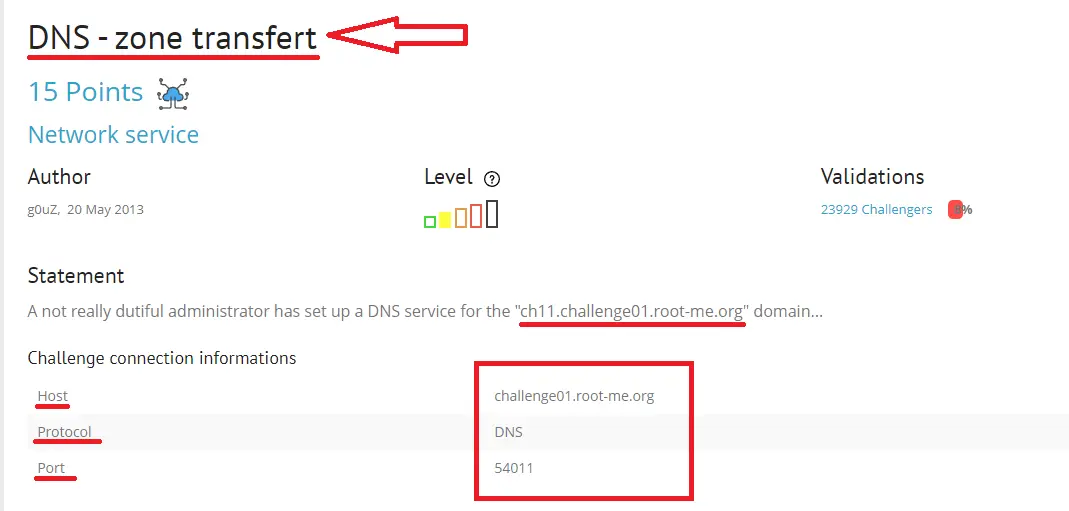 DNS - zone transfert
15 Points
Network service
Author
Level ?
Validations
g0uZ, 20 May 2013
23929 Challengers %
Statement
A not really dutiful administrator has set up a DNS service for the "ch11.challenge01.root-me.org" domain...
Challenge connection informations
Host challenge01.root-me.org
Protocol DNS
Port 54011